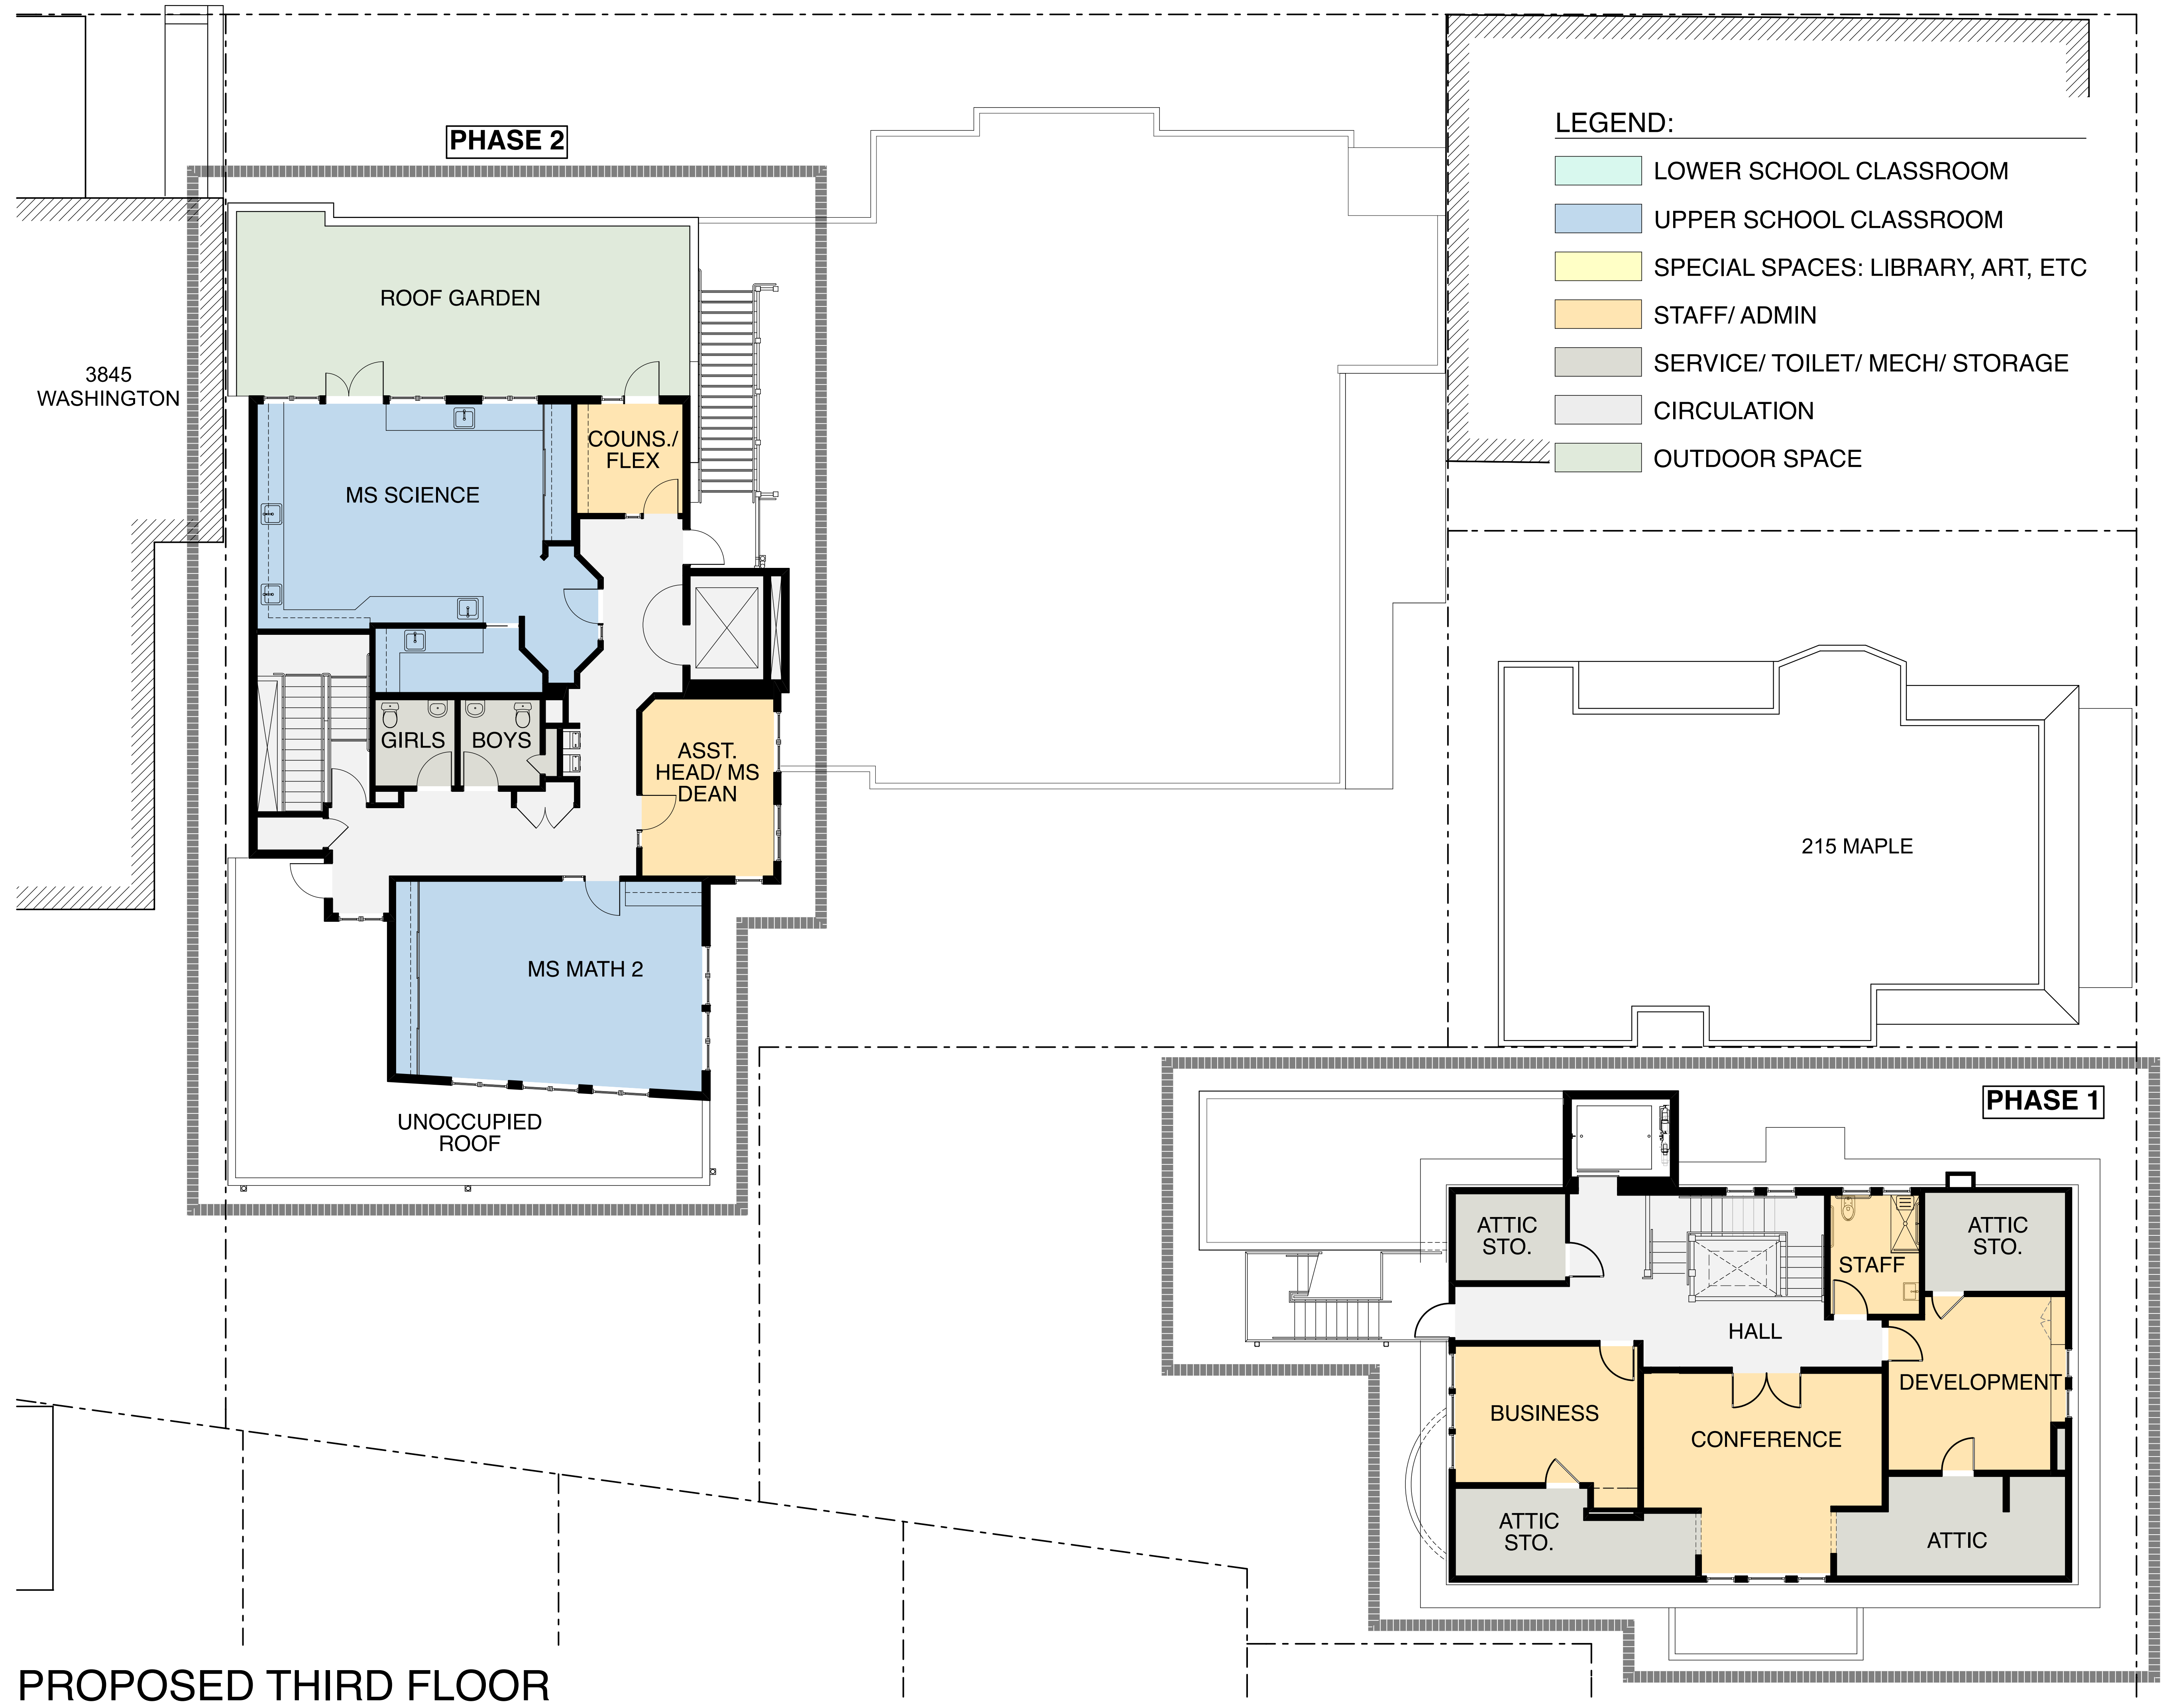 PHASE 2
LEGEND:
LOWER SCHOOL CLASSROOM
UPPER SCHOOL CLASSROOM
SPECIAL SPACES: LIBRARY, ART, ETC
STAFF/ ADMIN
SERVICE/ TOILET/ MECH/ STORAGE
CIRCULATION
OUTDOOR SPACE
ROOF GARDEN
3845
WASHINGTON
COUNS./
FLEX
MS SCIENCE
GIRLS
BOYS
ASST.
HEAD/ MS
DEAN
MS MATH 2
UNOCCUPIED
ROOF
215 MAPLE
PHASE 1
ATTIC
STO.
STAFF
ATTIC
STO.
HALL
DEVELOPMENT
BUSINESS
CONFERENCE
ATTIC
STO.
ATTIC
PROPOSED THIRD FLOOR